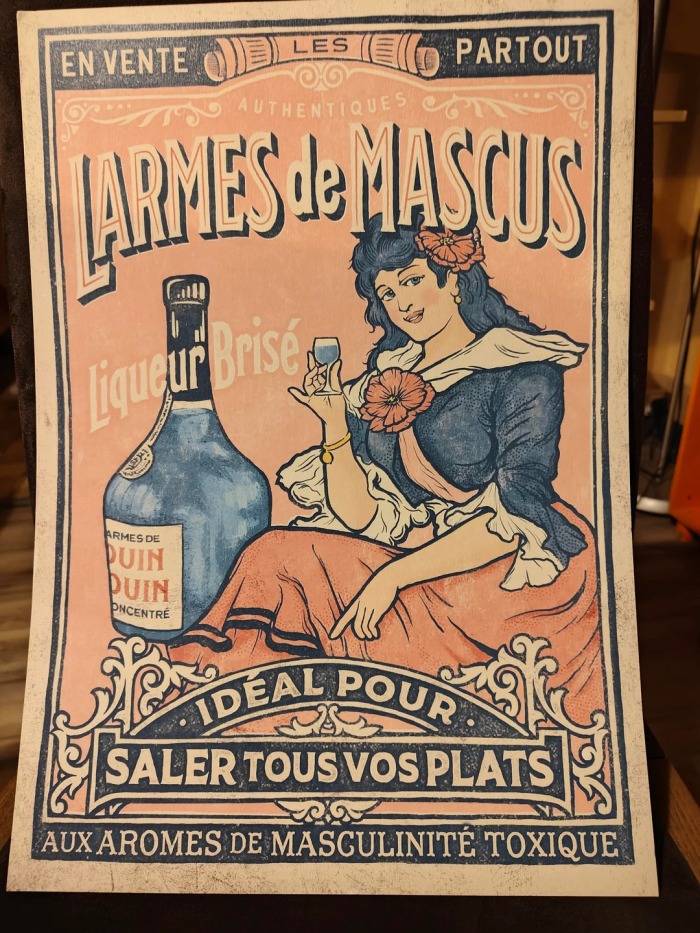 EN VENTE LES PARTOUT
AUTHENTIQUES
LARMES de MASCUS
Liqueur Brisé
ARMES DE
OUIN
OUIN
ONCENTRÉ
· IDÉAL POUR ·
SALER TOUS VOS PLATS
AUX AROMES DE MASCULINITÉ TOXIQUE